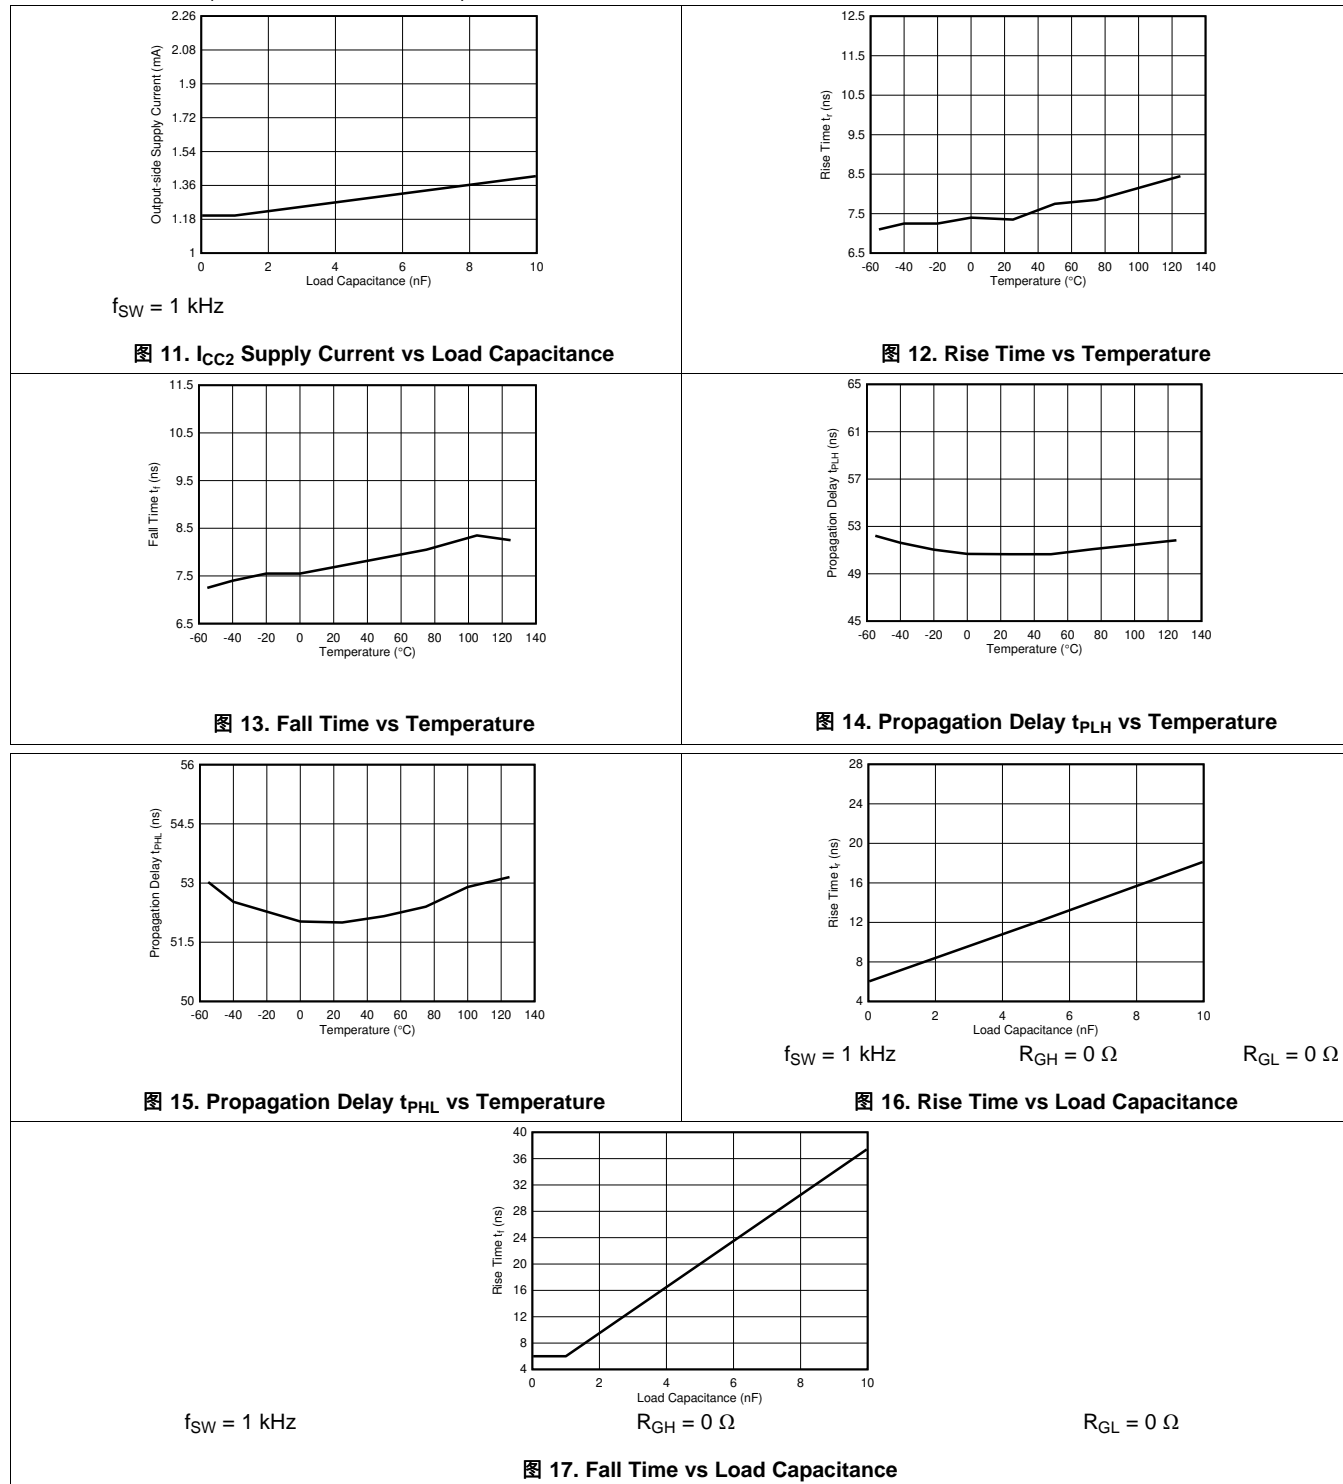 2.26
2.08
1.9
1.72
1.54
1.36
1.18
1
Output-side Supply Current (mA)
0 2 4 6 8 10
Load Capacitance (nF)
fSW = 1 kHz
图 11. ICC2 Supply Current vs Load Capacitance
12.5
11.5
10.5
9.5
8.5
7.5
6.5
Rise Time tr (ns)
-60 -40 -20 0 20 40 60 80 100 120 140
Temperature (°C)
图 12. Rise Time vs Temperature
11.5
10.5
9.5
8.5
7.5
6.5
Fall Time tf (ns)
-60 -40 -20 0 20 40 60 80 100 120 140
Temperature (°C)
图 13. Fall Time vs Temperature
65
61
57
53
49
45
Propagation Delay tPLH (ns)
-60 -40 -20 0 20 40 60 80 100 120 140
Temperature (°C)
图 14. Propagation Delay tPLH vs Temperature
56
54.5
53
51.5
50
Propagation Delay tPHL (ns)
-60 -40 -20 0 20 40 60 80 100 120 140
Temperature (°C)
图 15. Propagation Delay tPHL vs Temperature
28
24
20
16
12
8
4
Rise Time tr (ns)
0 2 4 6 8 10
Load Capacitance (nF)
fSW = 1 kHz RGH = 0 Ω RGL = 0 Ω
图 16. Rise Time vs Load Capacitance
40
36
32
28
24
20
16
12
8
4
Rise Time tf (ns)
0 2 4 6 8 10
Load Capacitance (nF)
fSW = 1 kHz RGH = 0 Ω RGL = 0 Ω
图 17. Fall Time vs Load Capacitance